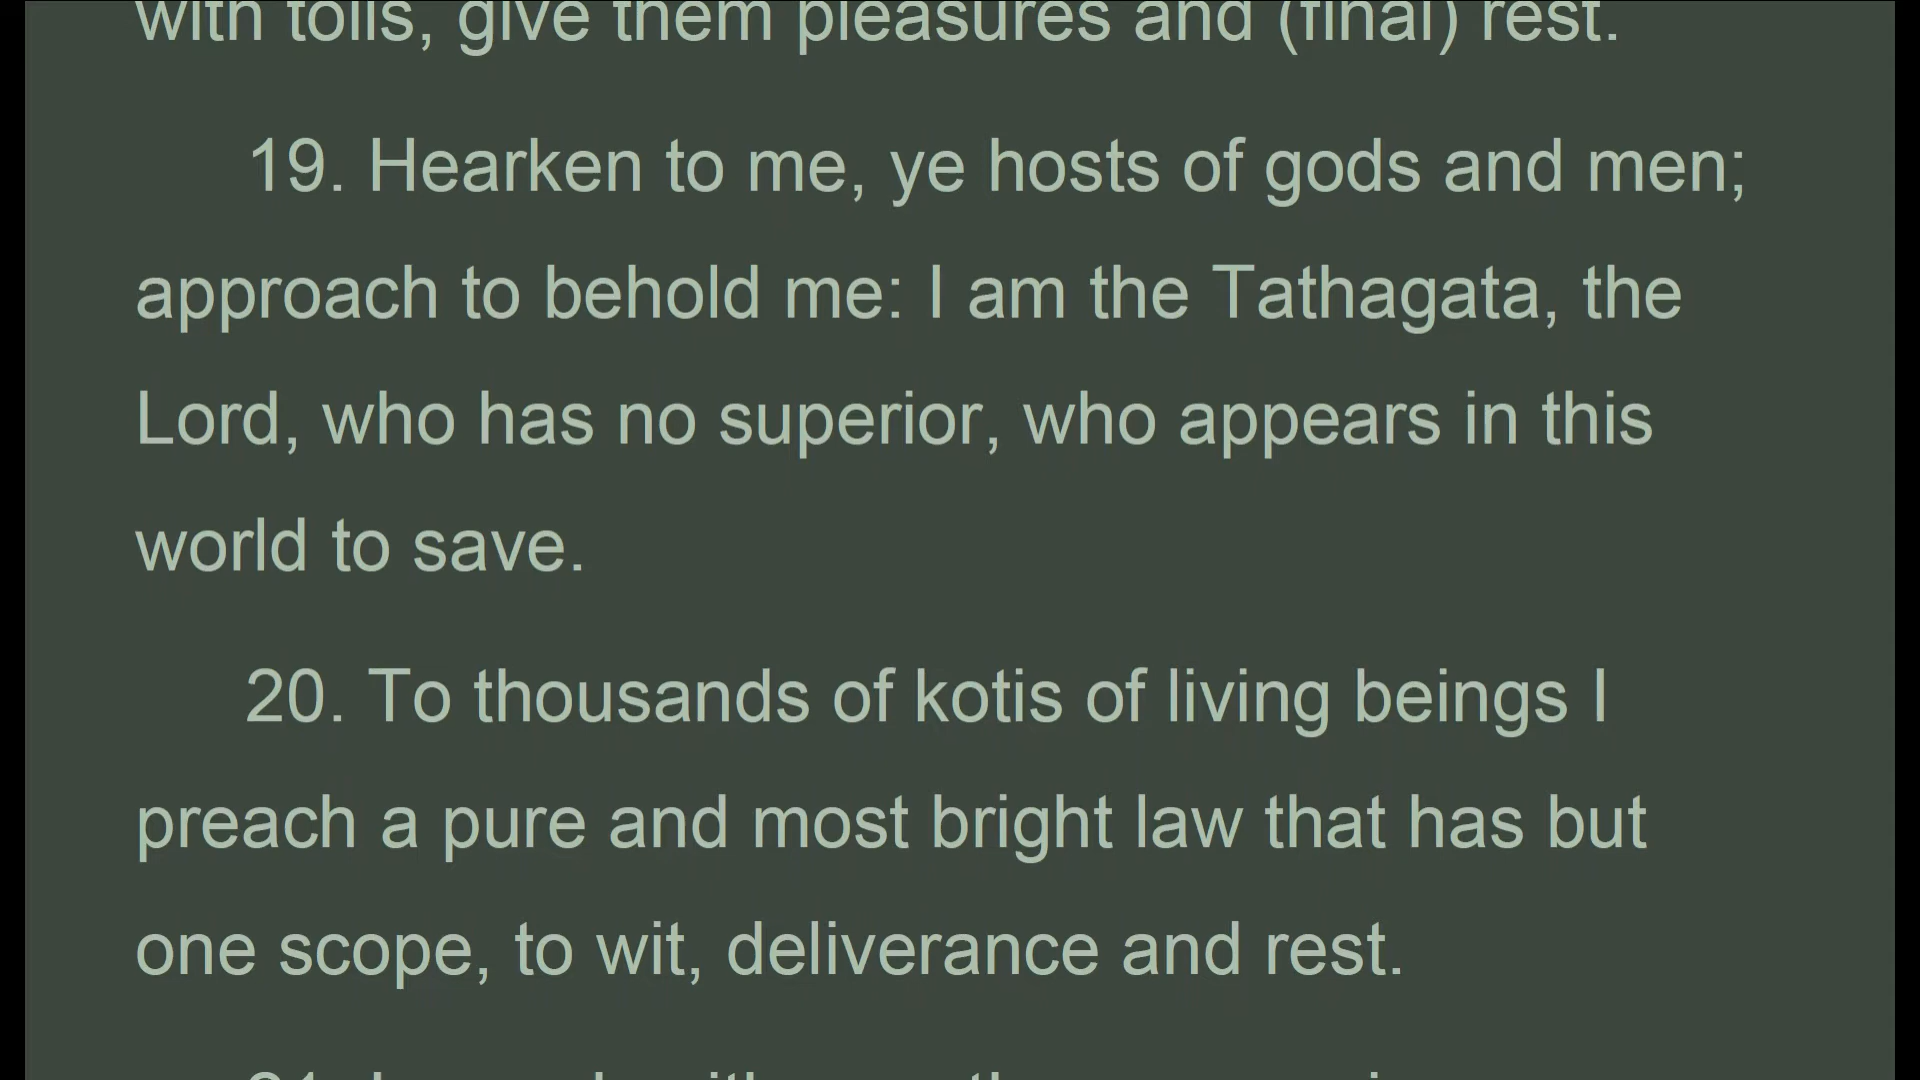 with toils, give them pleasures and (final) rest.
19. Hearken to me, ye hosts of gods and men;
approach to behold me: I am the Tathagata, the
Lord, who has no superior, who appears in this
world to save.
20. To thousands of kotis of living beings I
preach a pure and most bright law that has but
one scope, to wit, deliverance and rest.